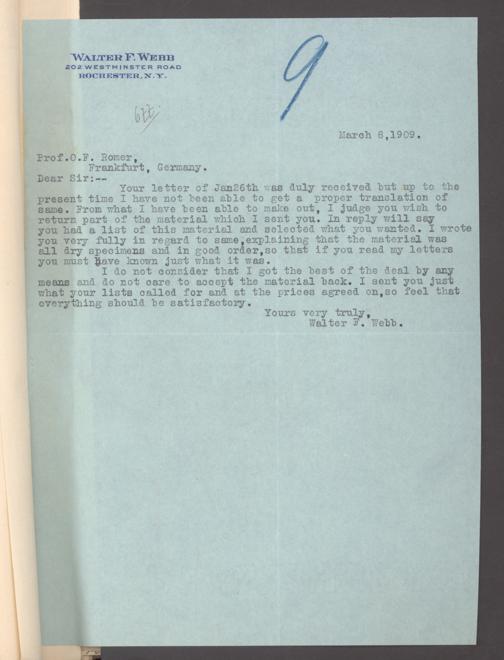 WALTER F. WEBB
202 WESTMINSTER ROAD
ROCHESTER, N.Y.
9
March 8,1909.
Prof.O.F. Romer,
Frankfurt, Germany.
Dear Sir:--
Your letter of Jan26th was duly received but up to the
present time I have not been able to get a proper translation of
same. From what I have been able to make out, I judge you wish to
return part of the material which I sent you. In reply will say
you had a list of this material and selected what you wanted. I wrote
you very fully in regard to same,explaining that the material was
all dry specimens and in good order,so that if you read my letters
you must have known just what it was.
I do not consider that I got the best of the deal by any
means and do not care to accept the material back. I sent you just
what your lists called for and at the prices agreed on,so feel that
everything should be satisfactory.
Yours very truly,
Walter F. Webb.